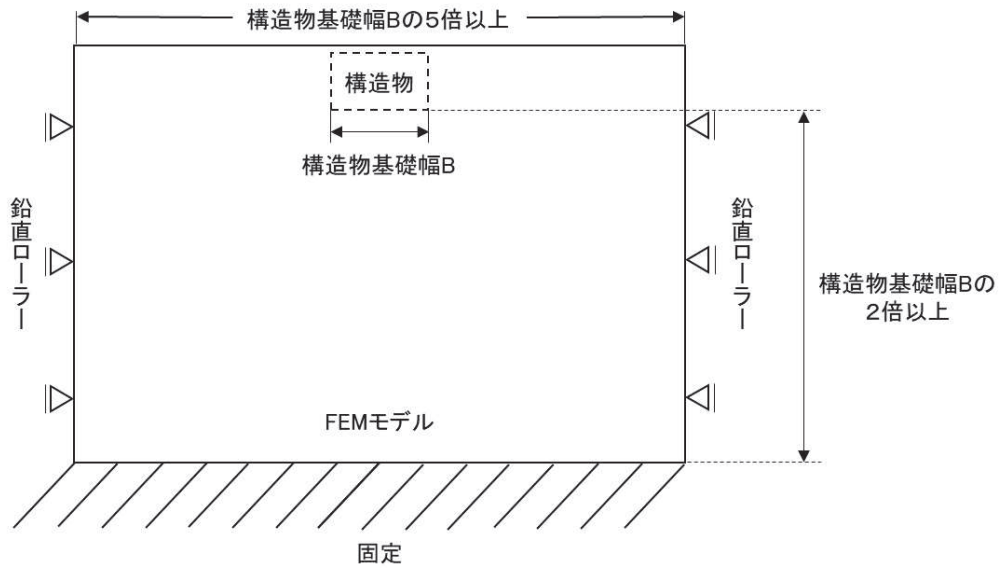 構造物基礎幅Bの5倍以上
構造物
構造物基礎幅B
鉛直ローラー
鉛直ローラー
構造物基礎幅Bの
2倍以上
FEMモデル
固定